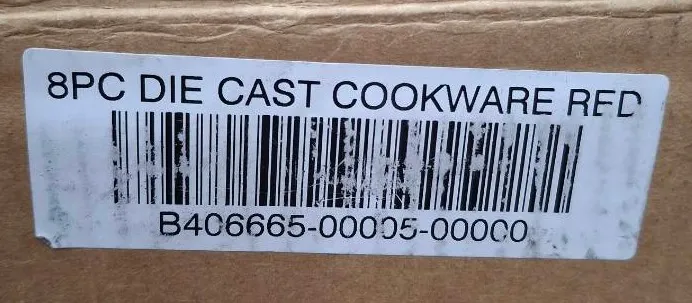 8PC DIE CAST COOKWARE RED
B406665-00005-00000